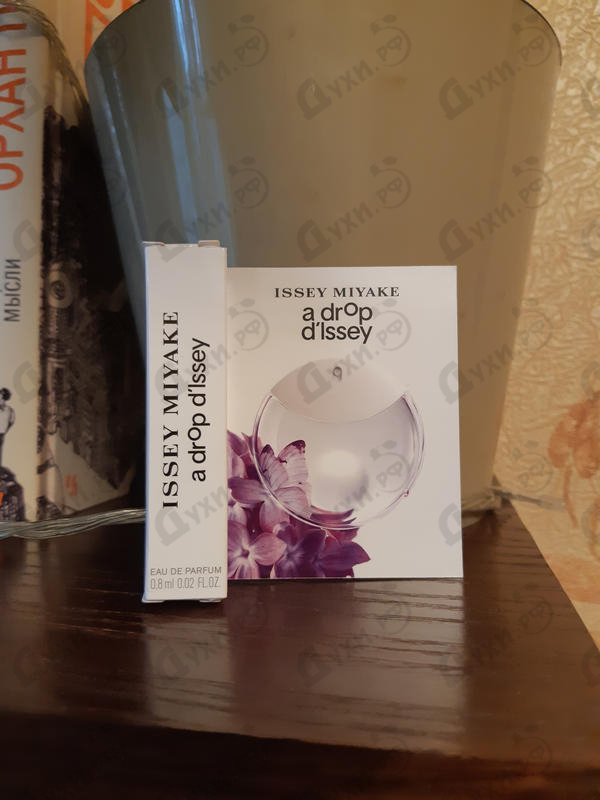 ОРХАН
МЫСЛИ
ISSEY MIYAKE
a drop d'Issey
EAU DE PARFUM
0,8 ml 0.02 FL.OZ.
ISSEY MIYAKE
a drop
d'Issey
Духи.РФ